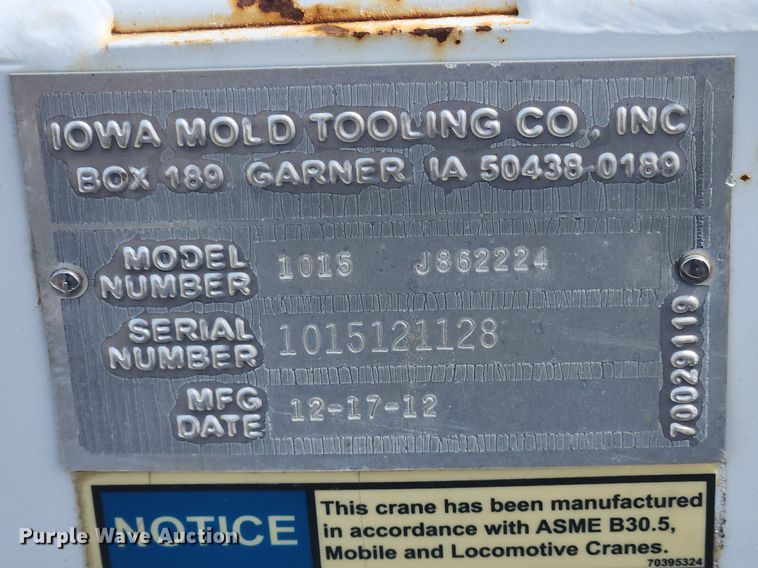 IOWA MOLD TOOLING CO., INC
BOX 189 GARNER IA 50438-0189
MODEL NUMBER 1015 J862224
SERIAL NUMBER 1015121128
MFG DATE 12-17-12
70029119
NOTICE
This crane has been manufactured
in accordance with ASME B30.5,
Mobile and Locomotive Cranes.
70395324
Purple Wave Auction